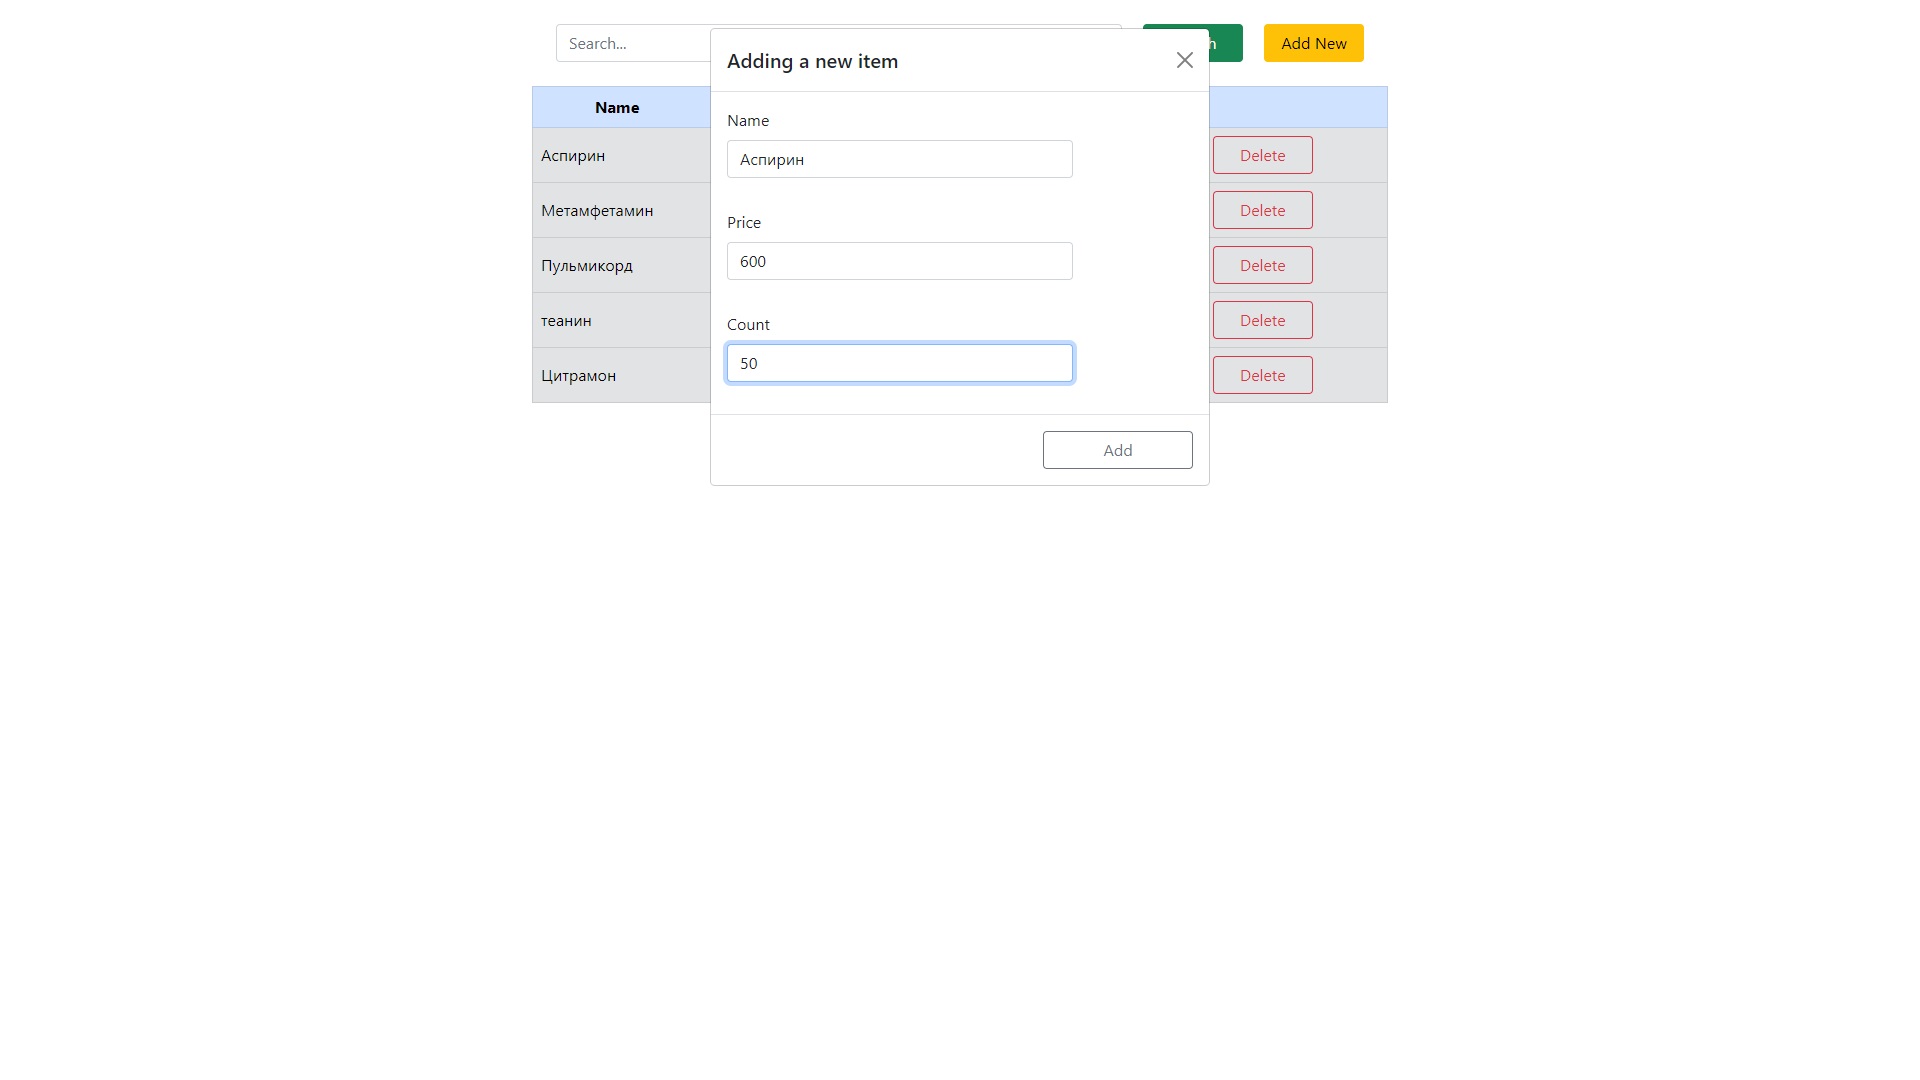 Search...
Add New
Adding a new item
Name
Name
Аспирин
Аспирин
Delete
Метамфетамин
Delete
Price
600
Пульмикорд
Delete
Count
теанин
Delete
50
Цитрамон
Delete
Add